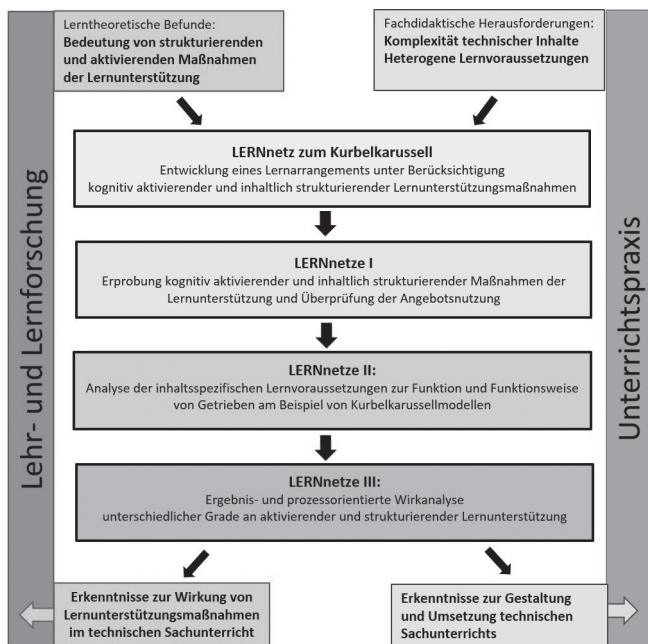 Lerntheoretische Befunde:
Bedeutung von strukturierenden
und aktivierenden Maßnahmen
der Lernunterstützung
Fachdidaktische Herausforderungen:
Komplexität technischer Inhalte
Heterogene Lernvoraussetzungen
Lehr- und Lernforschung
Unterrichtspraxis
LERNnetz zum Kurbelkarussell
Entwicklung eines Lernarrangements unter Berücksichtigung
kognitiv aktivierender und inhaltlich strukturierender Lernunterstützungsmaßnahmen
LERNnetze I
Erprobung kognitiv aktivierender und inhaltlich strukturierender Maßnahmen der
Lernunterstützung und Überprüfung der Angebotsnutzung
LERNnetze II:
Analyse der inhaltsspezifischen Lernvoraussetzungen zur Funktion und Funktionsweise
von Getrieben am Beispiel von Kurbelkarussellmodellen
LERNnetze III:
Ergebnis- und prozessorientierte Wirkanalyse
unterschiedlicher Grade an aktivierender und strukturierender Lernunterstützung
Erkenntnisse zur Wirkung von
Lernunterstützungsmaßnahmen
im technischen Sachunterricht
Erkenntnisse zur Gestaltung
und Umsetzung technischen
Sachunterrichts